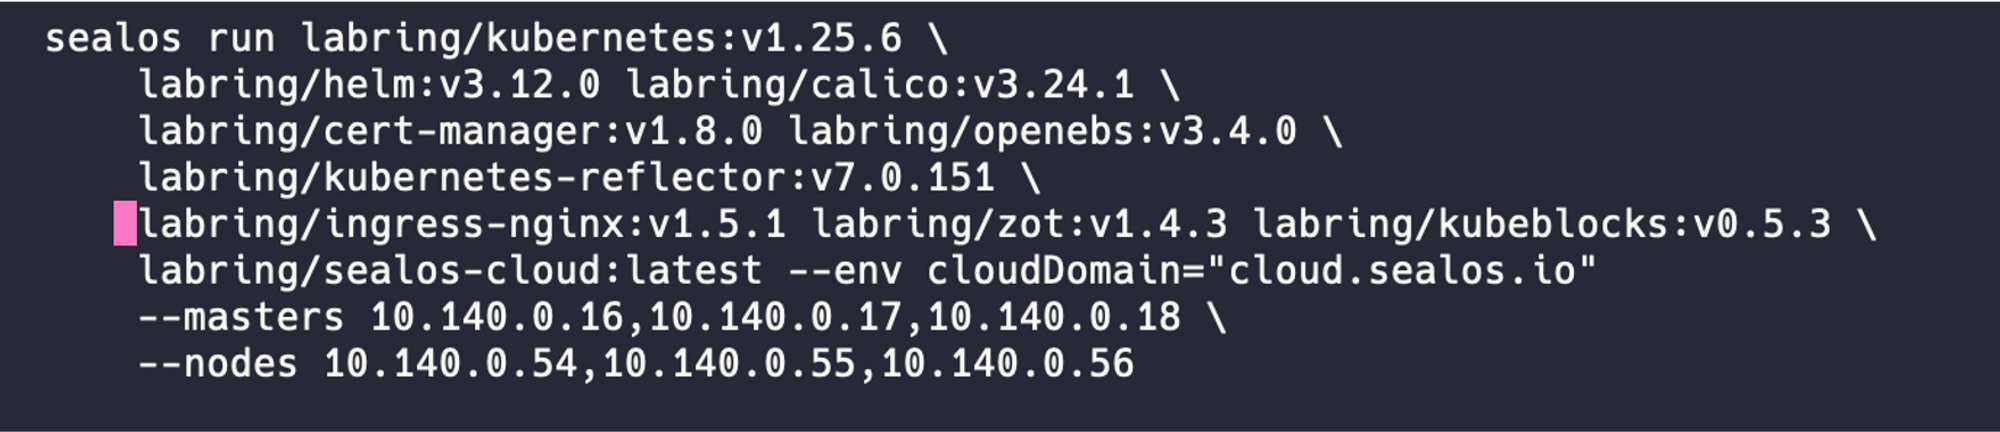 sealos run labring/kubernetes:v1.25.6 \
labring/helm:v3.12.0 labring/calico:v3.24.1 \
labring/cert-manager:v1.8.0 labring/openebs:v3.4.0 \
labring/kubernetes-reflector:v7.0.151 \
labring/ingress-nginx:v1.5.1 labring/zot:v1.4.3 labring/kubeblocks:v0.5.3 \
labring/sealos-cloud:latest --env cloudDomain="cloud.sealos.io"
--masters 10.140.0.16,10.140.0.17,10.140.0.18 \
--nodes 10.140.0.54,10.140.0.55,10.140.0.56